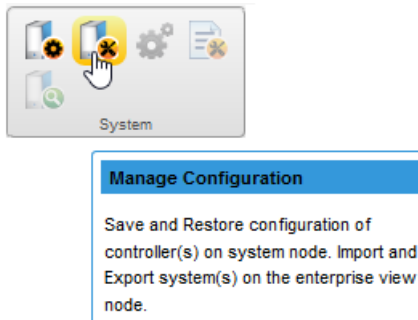 System
Manage Configuration
Save and Restore configuration of
controller(s) on system node. Import and
Export system(s) on the enterprise view
node.